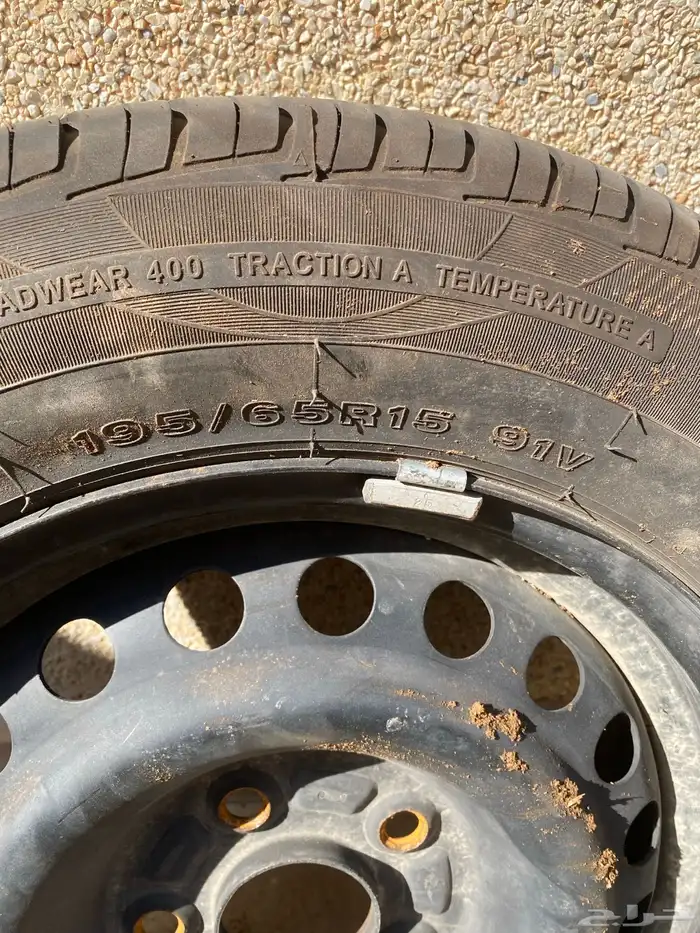 ADWEAR 400 TRACTION A TEMPERATURE A
195/65R15 91V
حراج